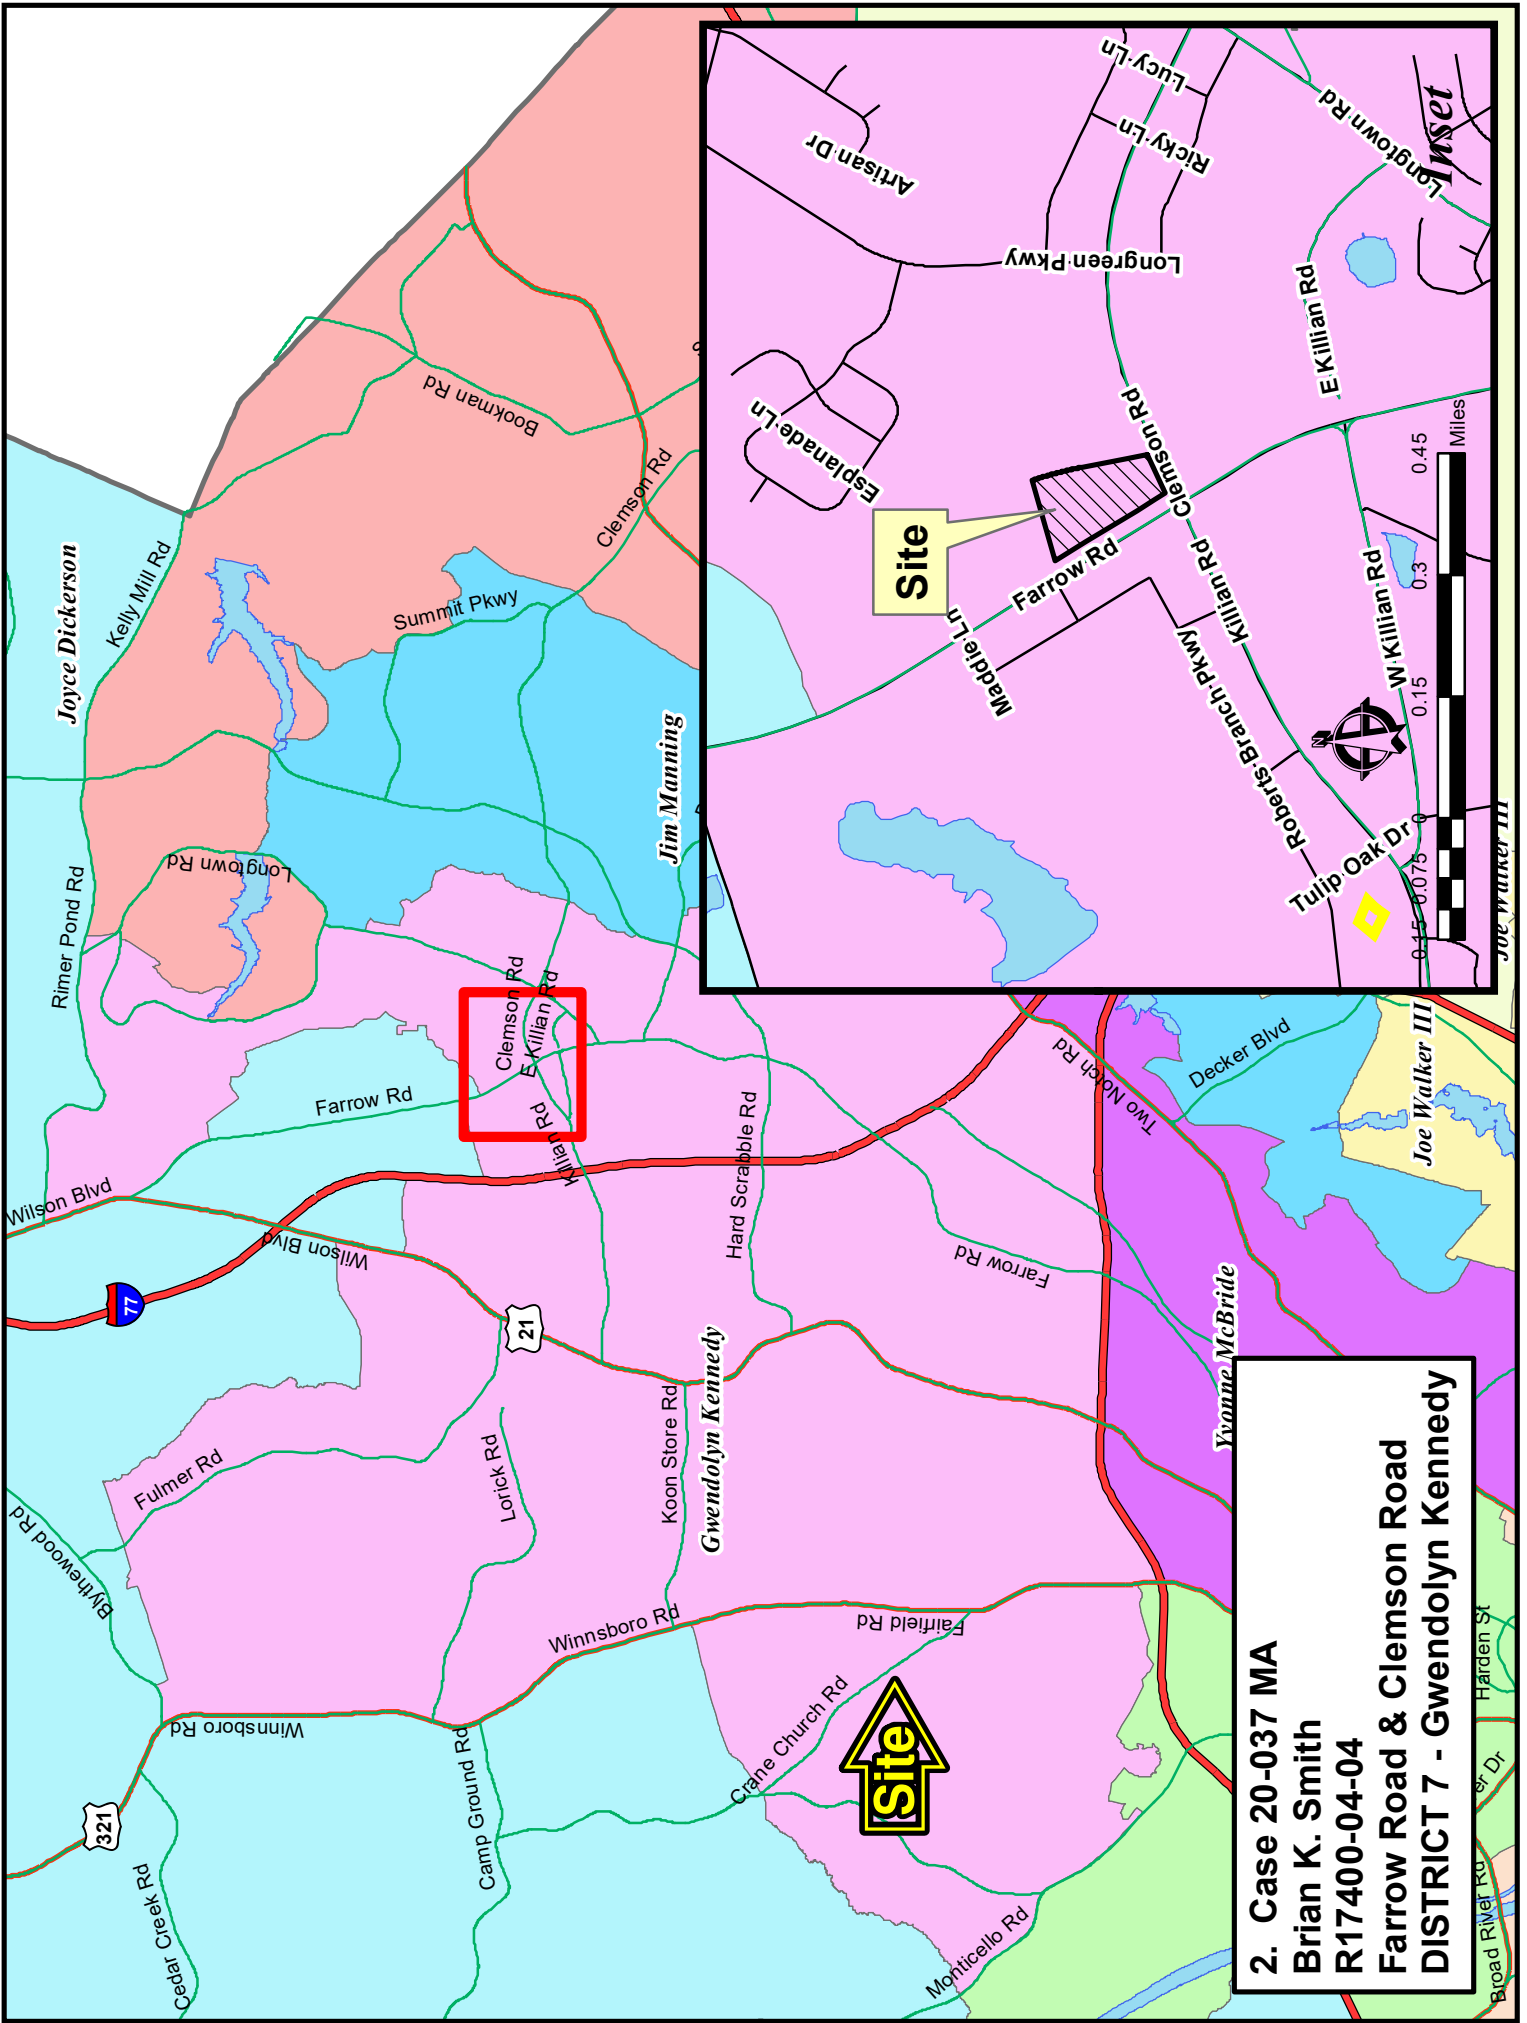 2. Case 20-037 MA
Brian K. Smith
R17400-04-04
Farrow Road & Clemson Road
DISTRICT 7 - Gwendolyn Kennedy
321
Cedar Creek Rd
Winnsboro Rd
Blythewood Rd
Fulmer Rd
77
Wilson Blvd
Wilson Blvd
Farrow Rd
Rimer Pond Rd
Longtown Rd
Kelly Mill Rd
Joyce Dickerson
Bookman Rd
Summit Pkwy
Clemson Rd
Camp Ground Rd
Lorick Rd
21
Killian Rd
Clemson Rd
E Killian Rd
Winnsboro Rd
Koon Store Rd
Gwendolyn Kennedy
Hard Scrabble Rd
Jim Manning
Crane Church Rd
Fairfield Rd
Site
Farrow Rd
Monticello Rd
Two Notch Rd
Decker Blvd
Yvonne McBride
Joe Walker III
Joe Walker III
Harden St
er Dr
Broad River Rd
Artisan Dr
Lucy Ln
Ricky Ln
Longreen Pkwy
Esplanade Ln
Site
Farrow Rd
Maddie Ln
Clemson Rd
Killian Rd
Roberts Branch Pkwy
Tulip Oak Dr
W Killian Rd
E Killian Rd
Longtown Rd
Longtown Rd
Inset
N
0.15 0.075 0 0.15 0.3 0.45
Miles